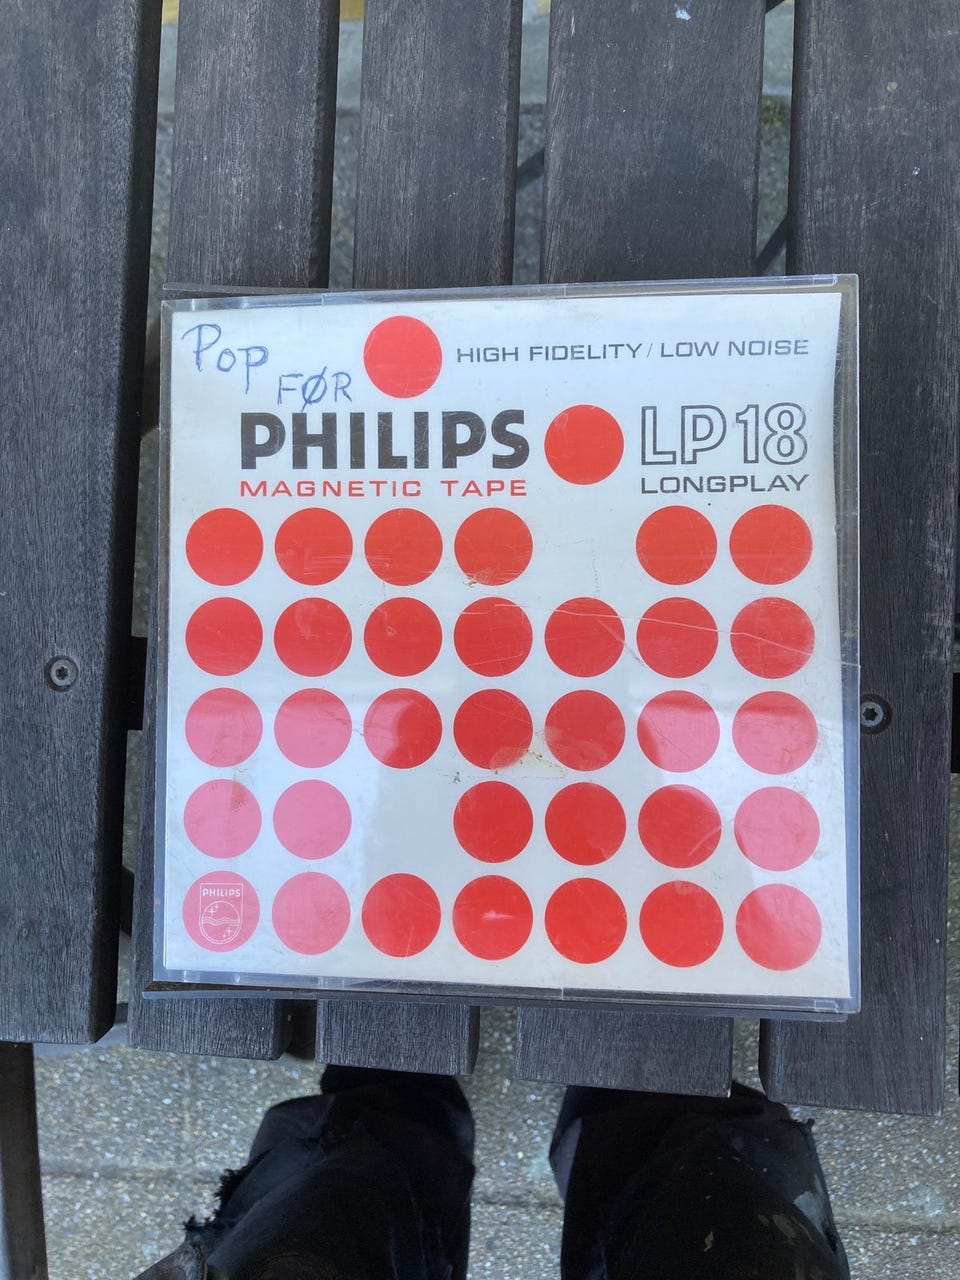 Pop
FØR
HIGH FIDELITY / LOW NOISE
PHILIPS
MAGNETIC TAPE
LP18
LONGPLAY
PHILIPS